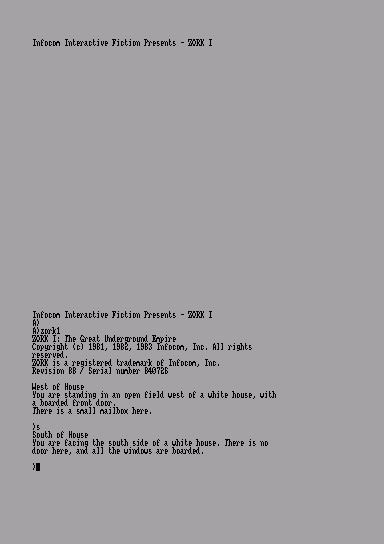 Infocom Interactive Fiction Presents - ZORK I
Infocom Interactive Fiction Presents - ZORK I
A>
A>zork1
ZORK I: The Great Underground Empire
Copyright (c) 1981, 1982, 1983 Infocom, Inc. All rights
reserved.
ZORK is a registered trademark of Infocom, Inc.
Revision 88 / Serial number 840726
West of House
You are standing in an open field west of a white house, with
a boarded front door.
There is a small mailbox here.
>s
South of House
You are facing the south side of a white house. There is no
door here, and all the windows are boarded.
>